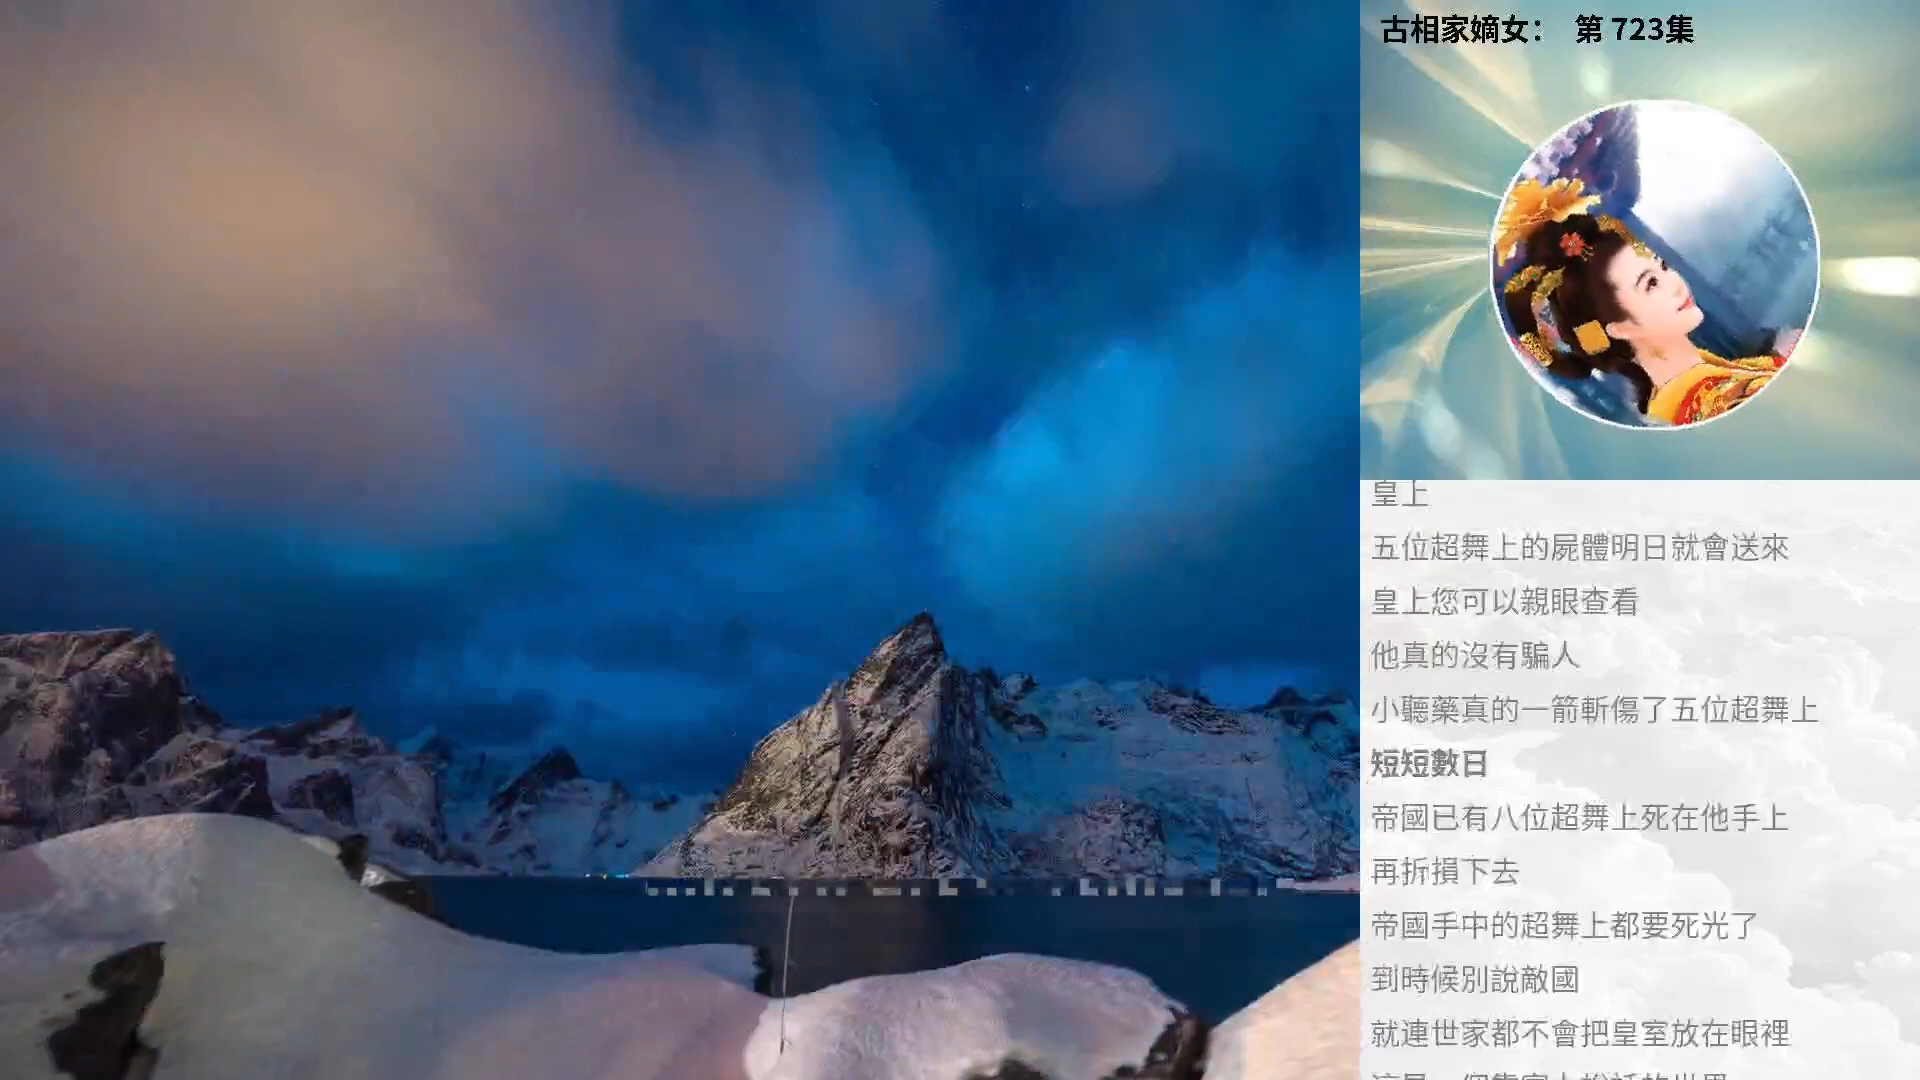 古相家嫡女： 第 723集
皇上
五位超舞上的屍體明日就會送來
皇上您可以親眼查看
他真的沒有騙人
小聽藥真的一箭斬傷了五位超舞上
短短數日
帝國已有八位超舞上死在他手上
再拆損下去
帝國手中的超舞上都要死光了
到時候別說敵國
就連世家都不會把皇室放在眼裡